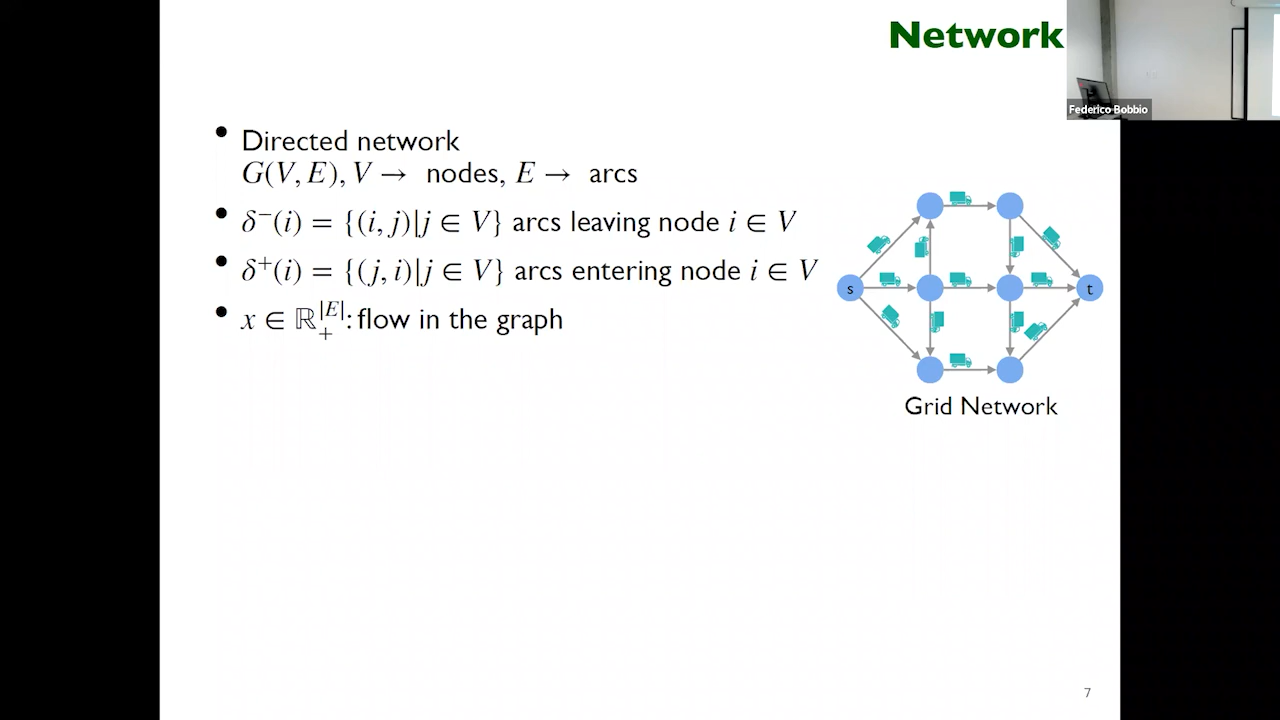 Network
Federico Bobbio
• Directed network
G(V, E), V → nodes, E → arcs
• δ⁻(i) = {(i, j)|j ∈ V} arcs leaving node i ∈ V
• δ⁺(i) = {(j, i)|j ∈ V} arcs entering node i ∈ V
• x ∈ ℝ₊^|E|: flow in the graph
s
t
Grid Network
7